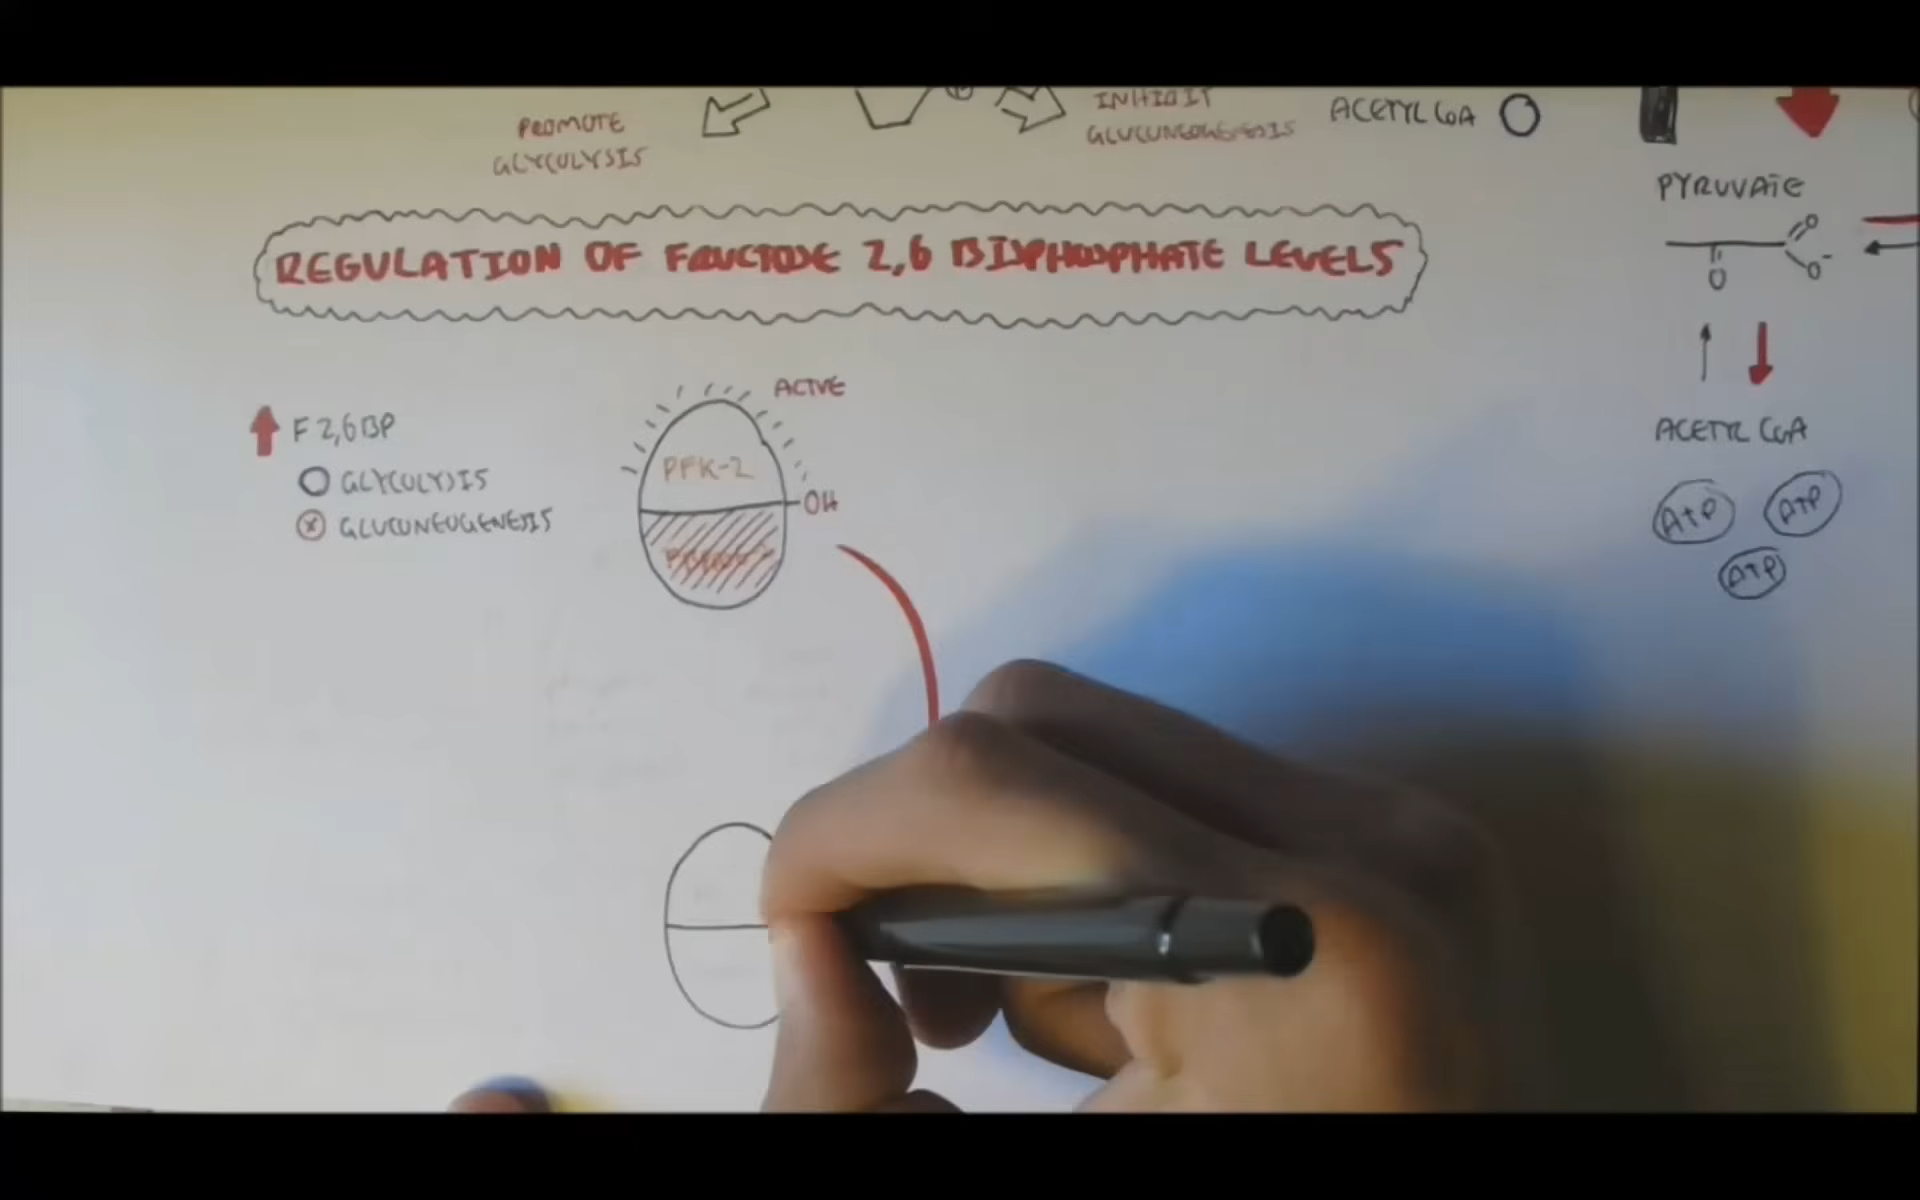 PROMOTE
GLYCOLYSIS
INHIBIT
GLUCONEOGENESIS
ACETYL CoA
PYRUVATE
O
O⁻
O
REGULATION OF FRUCTOSE 2,6 BISPHOSPHATE LEVELS
ACTIVE
F 2,6 BP
GLYCOLYSIS
GLUCONEOGENESIS
PFK-2
OH
ACETYL CoA
ATP
ATP
ATP